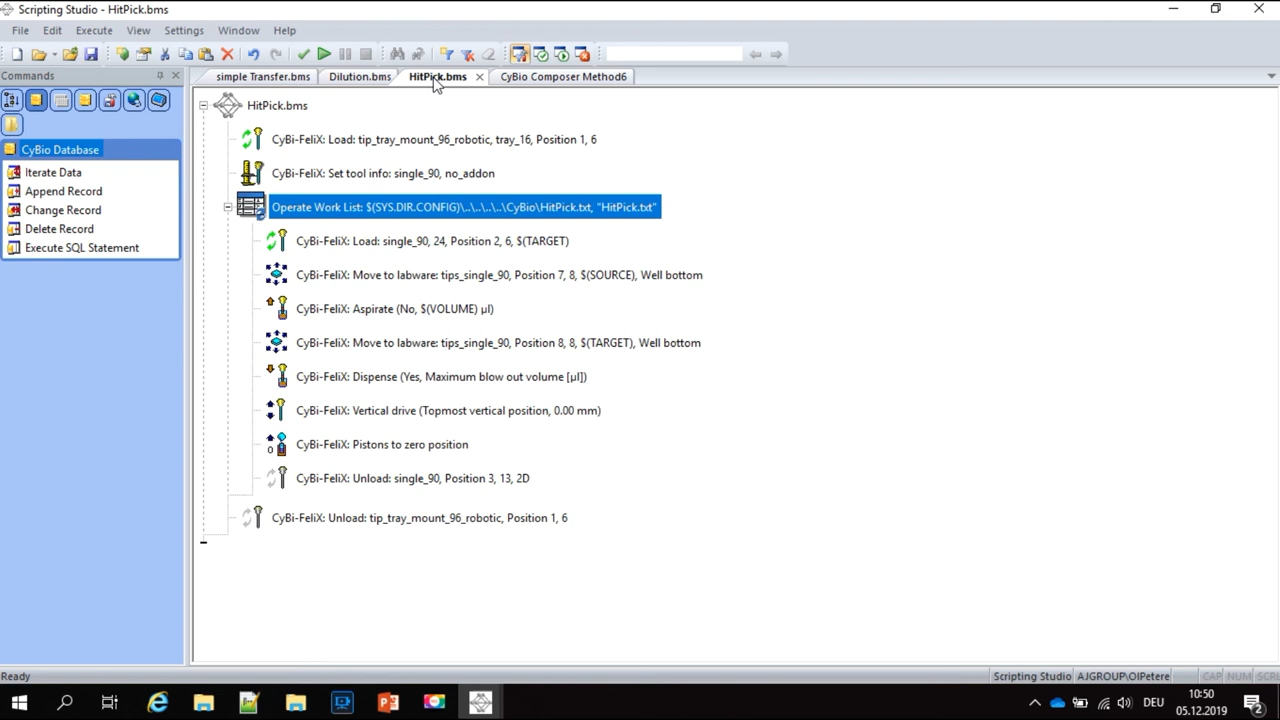 Scripting Studio - HitPick.bms
File Edit Execute View Settings Window Help
Commands
simple Transfer.bms Dilution.bms HitPick.bms CyBio Composer Method6
CyBio Database
Iterate Data
Append Record
Change Record
Delete Record
Execute SQL Statement
HitPick.bms
CyBi-FeliX: Load: tip_tray_mount_96_robotic, tray_16, Position 1, 6
CyBi-FeliX: Set tool info: single_90, no_addon
Operate Work List: $(SYS.DIR.CONFIG)\..\..\..\..\CyBio\HitPick.txt, "HitPick.txt"
CyBi-FeliX: Load: single_90, 24, Position 2, 6, $(TARGET)
CyBi-FeliX: Move to labware: tips_single_90, Position 7, 8, $(SOURCE), Well bottom
CyBi-FeliX: Aspirate (No, $(VOLUME) µl)
CyBi-FeliX: Move to labware: tips_single_90, Position 8, 8, $(TARGET), Well bottom
CyBi-FeliX: Dispense (Yes, Maximum blow out volume [µl])
CyBi-FeliX: Vertical drive (Topmost vertical position, 0.00 mm)
CyBi-FeliX: Pistons to zero position
CyBi-FeliX: Unload: single_90, Position 3, 13, 2D
CyBi-FeliX: Unload: tip_tray_mount_96_robotic, Position 1, 6
Ready
Scripting Studio AJGROUP\OlPetere CAP NUM SCRL
DEU
10:50
05.12.2019
2